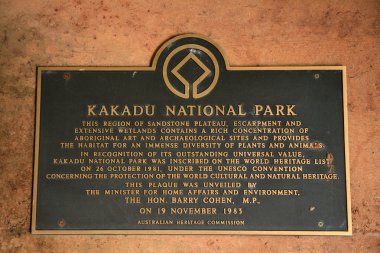 KAKADU NATIONAL PARK
THIS REGION OF SANDSTONE PLATEAU, ESCARPMENT AND
EXTENSIVE WETLANDS CONTAINS A RICH CONCENTRATION OF
ABORIGINAL ART AND ARCHAEOLOGICAL SITES AND PROVIDES
THE HABITAT FOR AN IMMENSE DIVERSITY OF PLANTS AND ANIMALS.
IN RECOGNITION OF ITS OUTSTANDING UNIVERSAL VALUE,
KAKADU NATIONAL PARK WAS INSCRIBED ON THE WORLD HERITAGE LIST
ON 26 OCTOBER 1981, UNDER THE UNESCO CONVENTION
CONCERNING THE PROTECTION OF THE WORLD CULTURAL AND NATURAL HERITAGE.
THIS PLAQUE WAS UNVEILED BY
THE MINISTER FOR HOME AFFAIRS AND ENVIRONMENT,
THE HON. BARRY COHEN, M.P.,
ON 19 NOVEMBER 1983
AUSTRALIAN HERITAGE COMMISSION